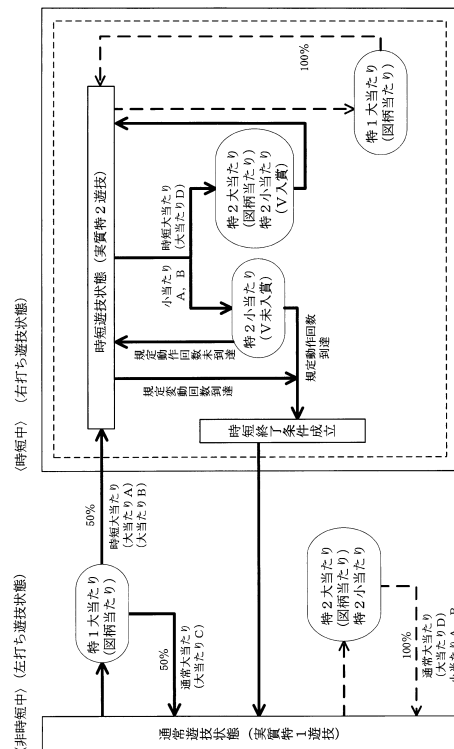 〈非時短中〉 〈左打ち遊技状態〉
〈時短中〉 〈右打ち遊技状態〉
通常遊技状態 (実質特1遊技)
特1大当たり
(図柄当たり)
50%
時短大当たり
(大当たりA)
(大当たりB)
50%
通常大当たり
(大当たりC)
特2大当たり
(図柄当たり)
特2小当たり
100%
通常大当たり
(大当たりD)
小当たりA、B
時短遊技状態 (実質特2遊技)
規定変動回数到達
規定動作回数未到達
小当たり
A、B
時短大当たり
(大当たりD)
特2小当たり
(V未入賞)
特2大当たり
(図柄当たり)
特2小当たり
(V入賞)
規定動作回数
到達
時短終了条件成立
特1大当たり
(図柄当たり)
100%